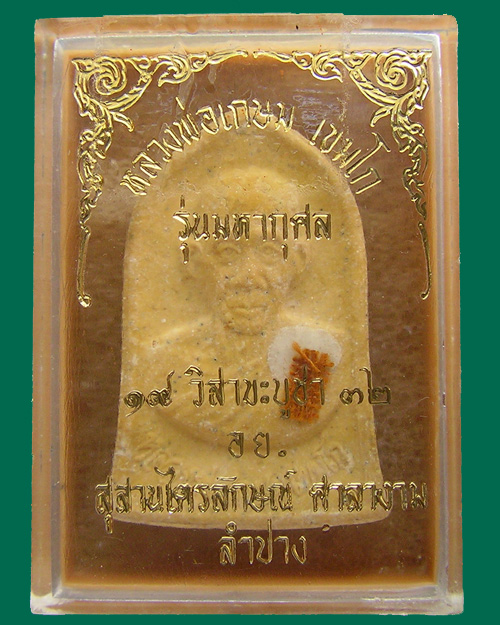 หลวงพ่อเกษม เขมโก
รุ่นมหากุศล
๑๙ วิสาขะบูชา ๓๒
อ ย.
สุสานไตรลักษณ์ ศาลางาม
ลำปาง